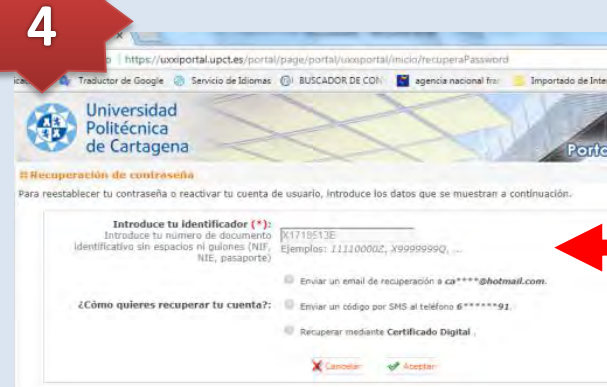 4
https://uxxiportal.upct.es/portal/page/portal/uxxiportal/inicio/recuperaPassword
Traductor de Google Servicio de Idiomas BUSCADOR DE CON agencia nacional fra Importado de Inte
Universidad
Politécnica
de Cartagena
Porta
Recuperación de contraseña
Para reestablecer tu contraseña o reactivar tu cuenta de usuario, introduce los datos que se muestran a continuación.
Introduce tu identificador (*):
Introduce tu número de documento X1718513E
identificativo sin espacios ni guiones (NIF, Ejemplos: 11110000Z, X9999999Q, ...
NIE, pasaporte)
Enviar un email de recuperación a ca****@hotmail.com.
¿Cómo quieres recuperar tu cuenta?: Enviar un código por SMS al teléfono 6******91.
Recuperar mediante Certificado Digital .
Cancelar Aceptar